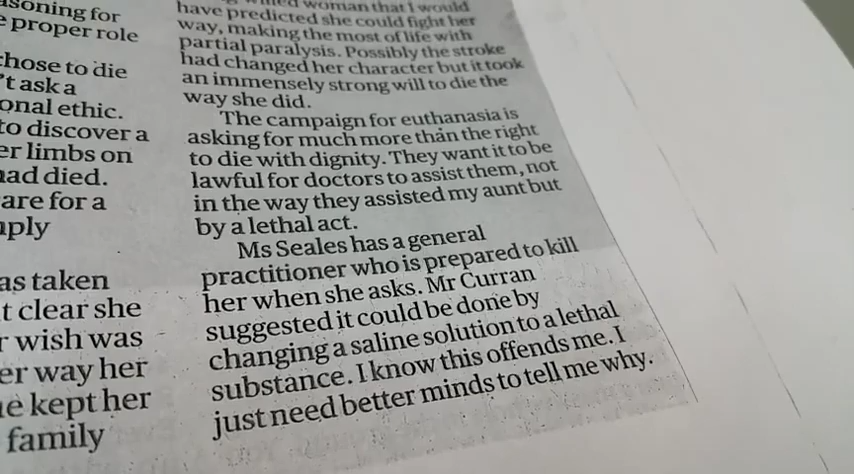 soning for
proper role
chose to die
't ask a
onal ethic.
to discover a
er limbs on
had died.
are for a
ply
as taken
t clear she
r wish was
er way her
e kept her
family
woman that I would
have predicted she could fight her
way, making the most of life with
partial paralysis. Possibly the stroke
had changed her character but it took
an immensely strong will to die the
way she did.
The campaign for euthanasia is
asking for much more than the right
to die with dignity. They want it to be
lawful for doctors to assist them, not
in the way they assisted my aunt but
by a lethal act.
Ms Seales has a general
practitioner who is prepared to kill
her when she asks. Mr Curran
suggested it could be done by
changing a saline solution to a lethal
substance. I know this offends me. I
just need better minds to tell me why.